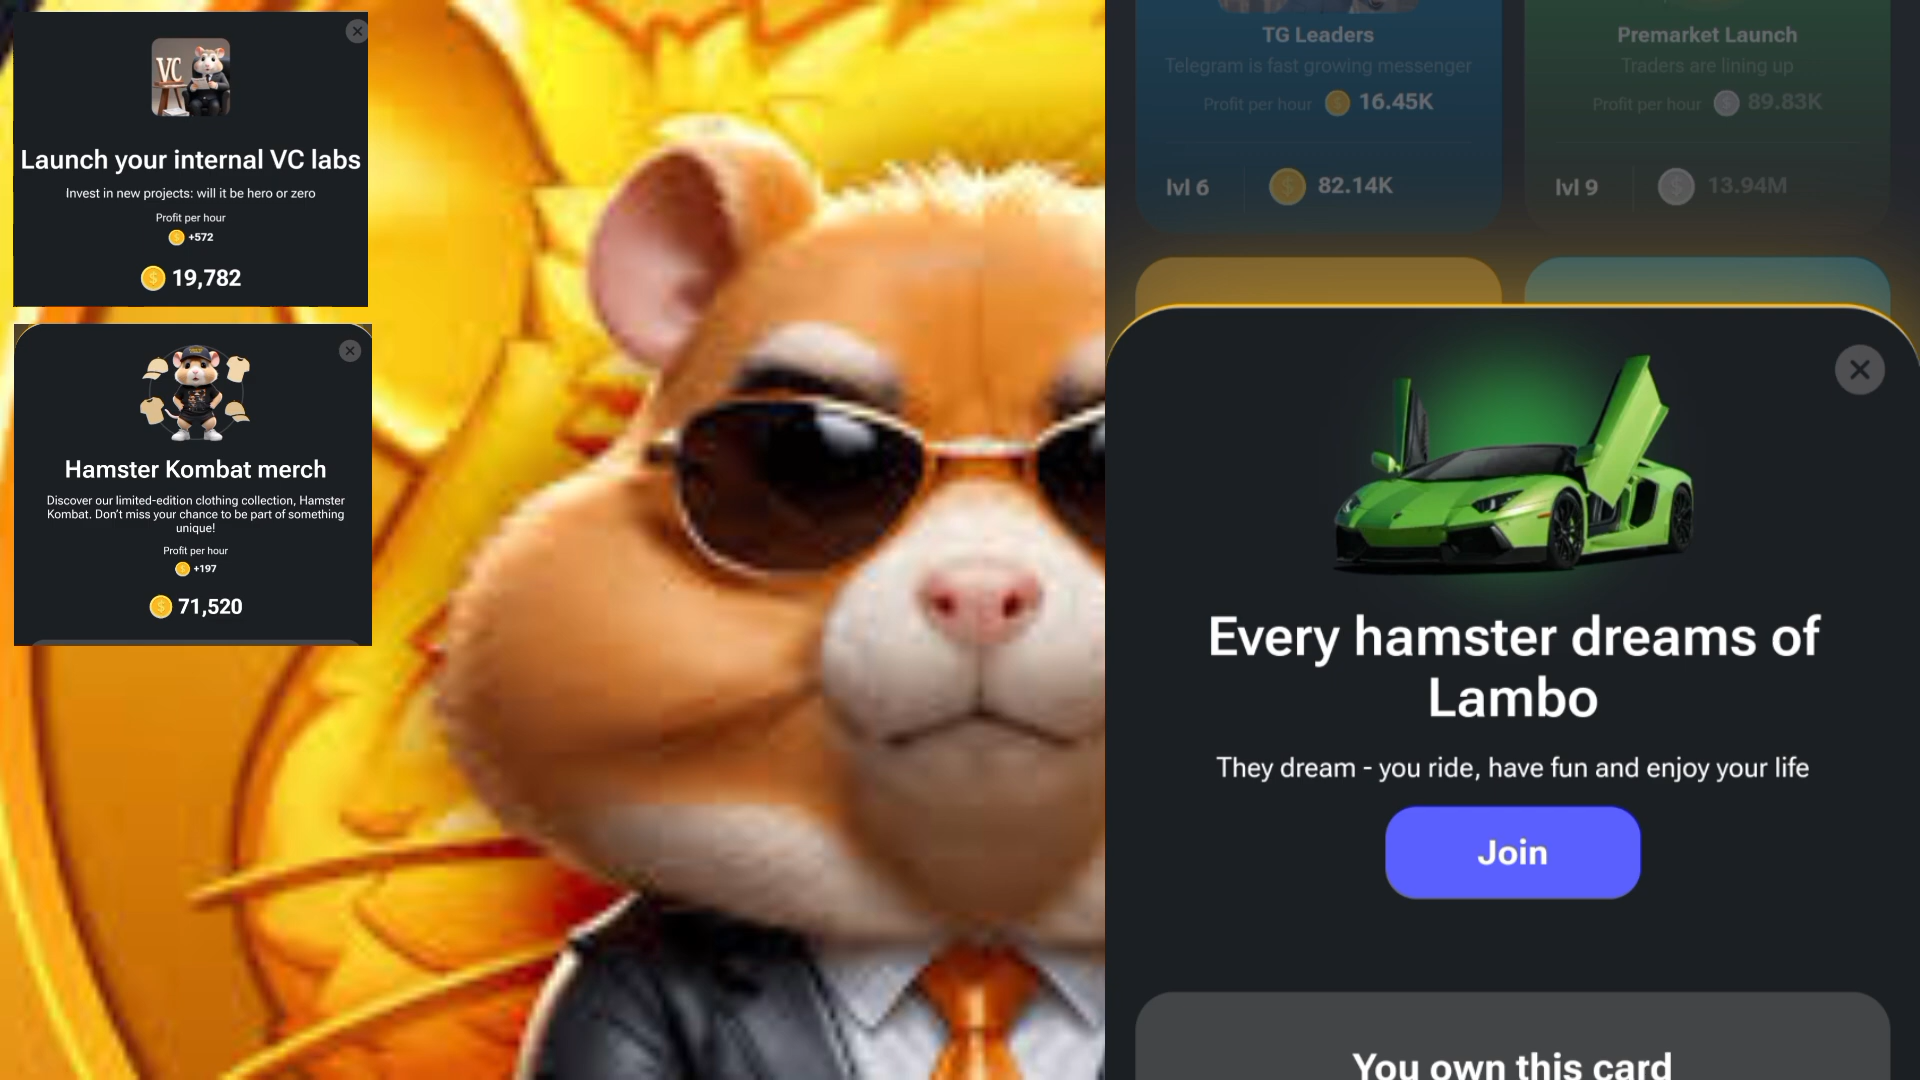 VC
Launch your internal VC labs
Invest in new projects: will it be hero or zero
Profit per hour
+572
19,782
Hamster Kombat merch
Discover our limited-edition clothing collection, Hamster
Kombat. Don't miss your chance to be part of something
unique!
Profit per hour
+197
71,520
TG Leaders
Telegram is fast growing messenger
Profit per hour 16.45K
lvl 6 82.14K
Premarket Launch
Traders are lining up
Profit per hour 89.83K
lvl 9 13.94M
Every hamster dreams of
Lambo
They dream - you ride, have fun and enjoy your life
Join
You own this card